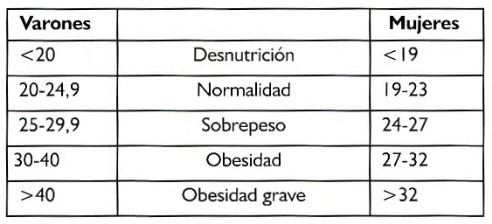 Varones Mujeres
<20 Desnutrición <19
20-24,9 Normalidad 19-23
25-29,9 Sobrepeso 24-27
30-40 Obesidad 27-32
>40 Obesidad grave >32